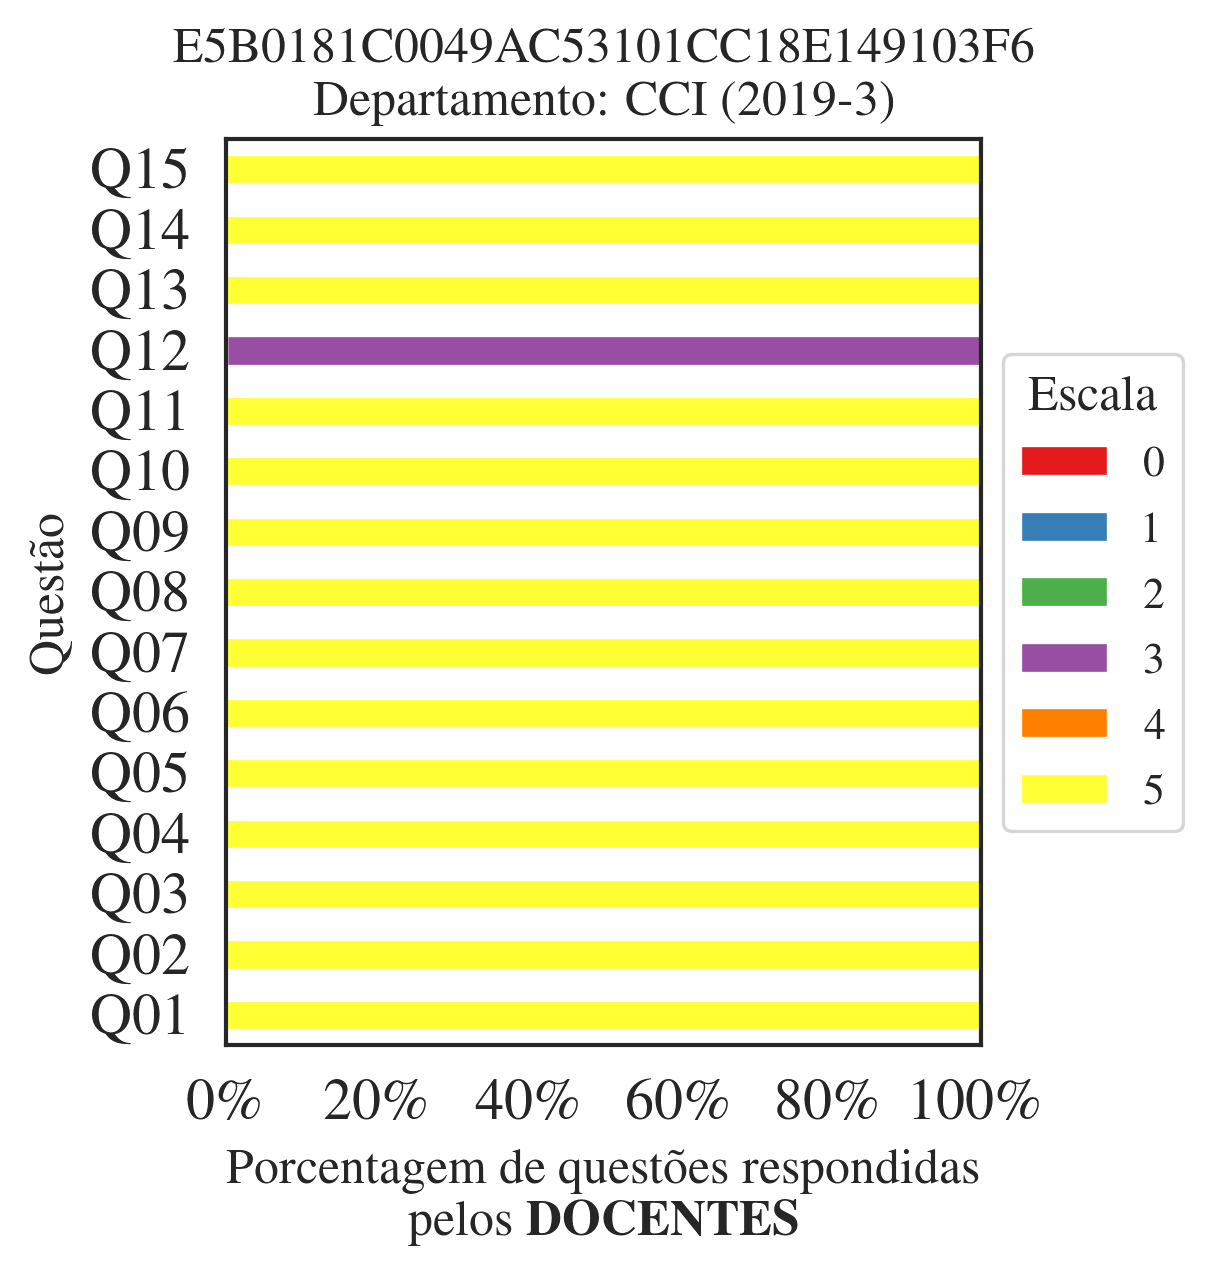 E5B0181C0049AC53101CC18E149103F6
Departamento: CCI (2019-3)
Q15
Q14
Q13
Q12
Q11
Q10
Q09
Q08
Q07
Q06
Q05
Q04
Q03
Q02
Q01
Questão
Escala
0
1
2
3
4
5
0% 20% 40% 60% 80% 100%
Porcentagem de questões respondidas
pelos DOCENTES